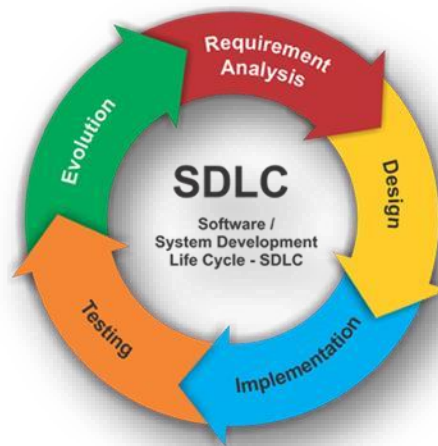 Requirement
Analysis
Design
Implementation
Testing
Evolution
SDLC
Software /
System Development
Life Cycle - SDLC